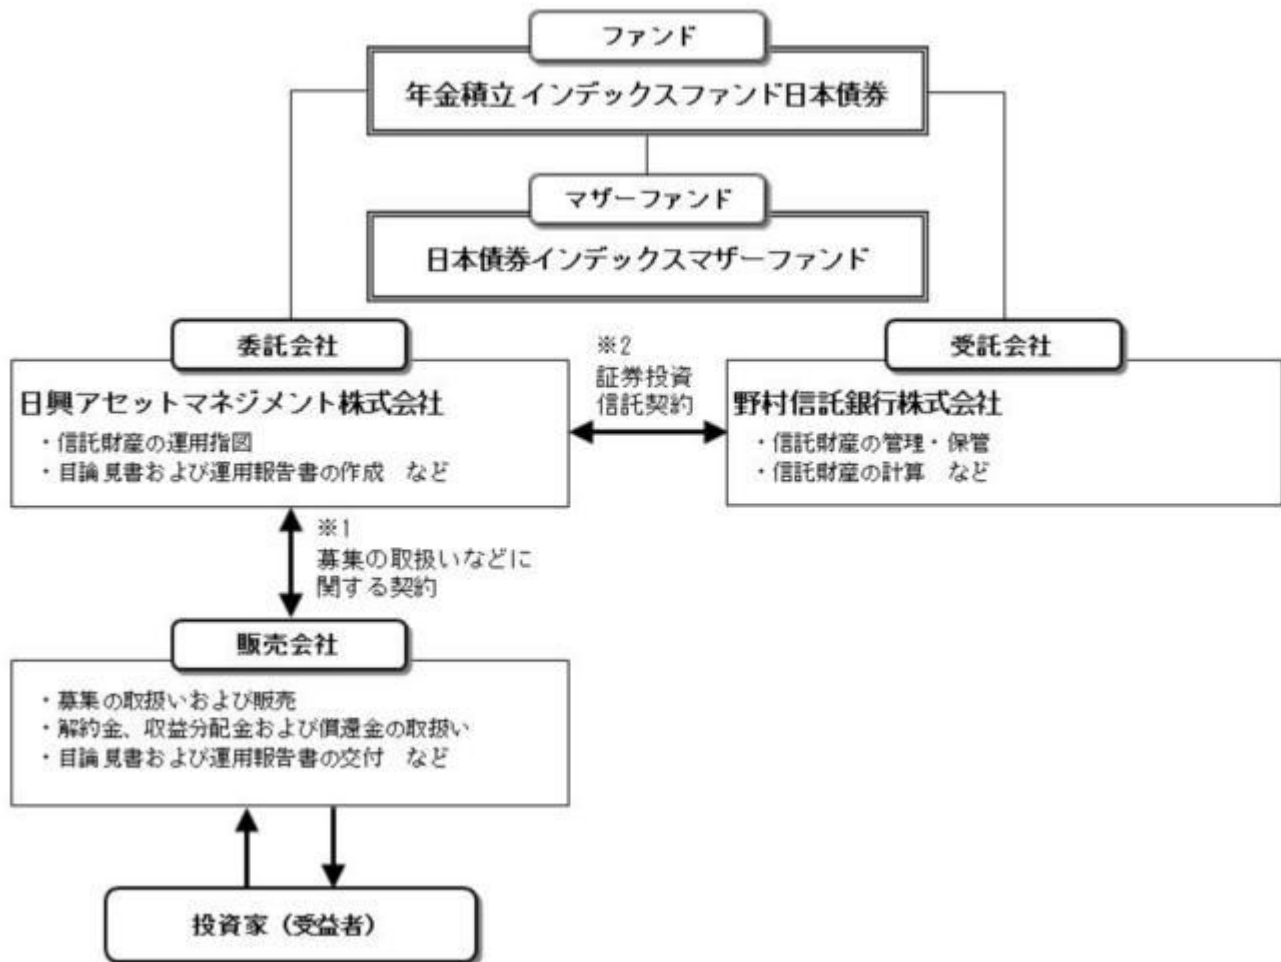 ファンド
年金積立 インデックスファンド日本債券
マザーファンド
日本債券インデックスマザーファンド
委託会社
日興アセットマネジメント株式会社
・信託財産の運用指図
・目論見書および運用報告書の作成 など
※2
証券投資
信託契約
受託会社
野村信託銀行株式会社
・信託財産の管理・保管
・信託財産の計算 など
※1
募集の取扱いなどに
関する契約
販売会社
・募集の取扱いおよび販売
・解約金、収益分配金および償還金の取扱い
・目論見書および運用報告書の交付 など
投資家（受益者）